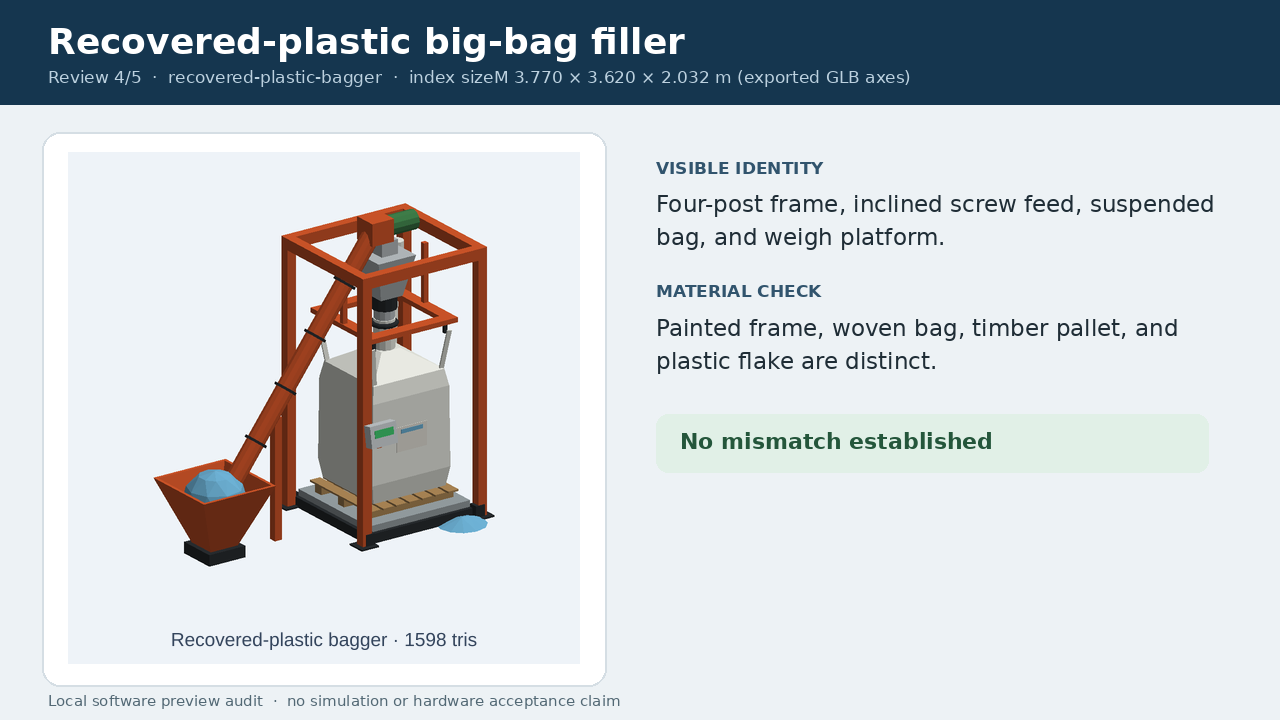 Recovered-plastic big-bag filler
Review 4/5 · recovered-plastic-bagger · index sizeM 3.770 × 3.620 × 2.032 m (exported GLB axes)
VISIBLE IDENTITY
Four-post frame, inclined screw feed, suspended
bag, and weigh platform.
MATERIAL CHECK
Painted frame, woven bag, timber pallet, and
plastic flake are distinct.
No mismatch established
Recovered-plastic bagger · 1598 tris
Local software preview audit · no simulation or hardware acceptance claim